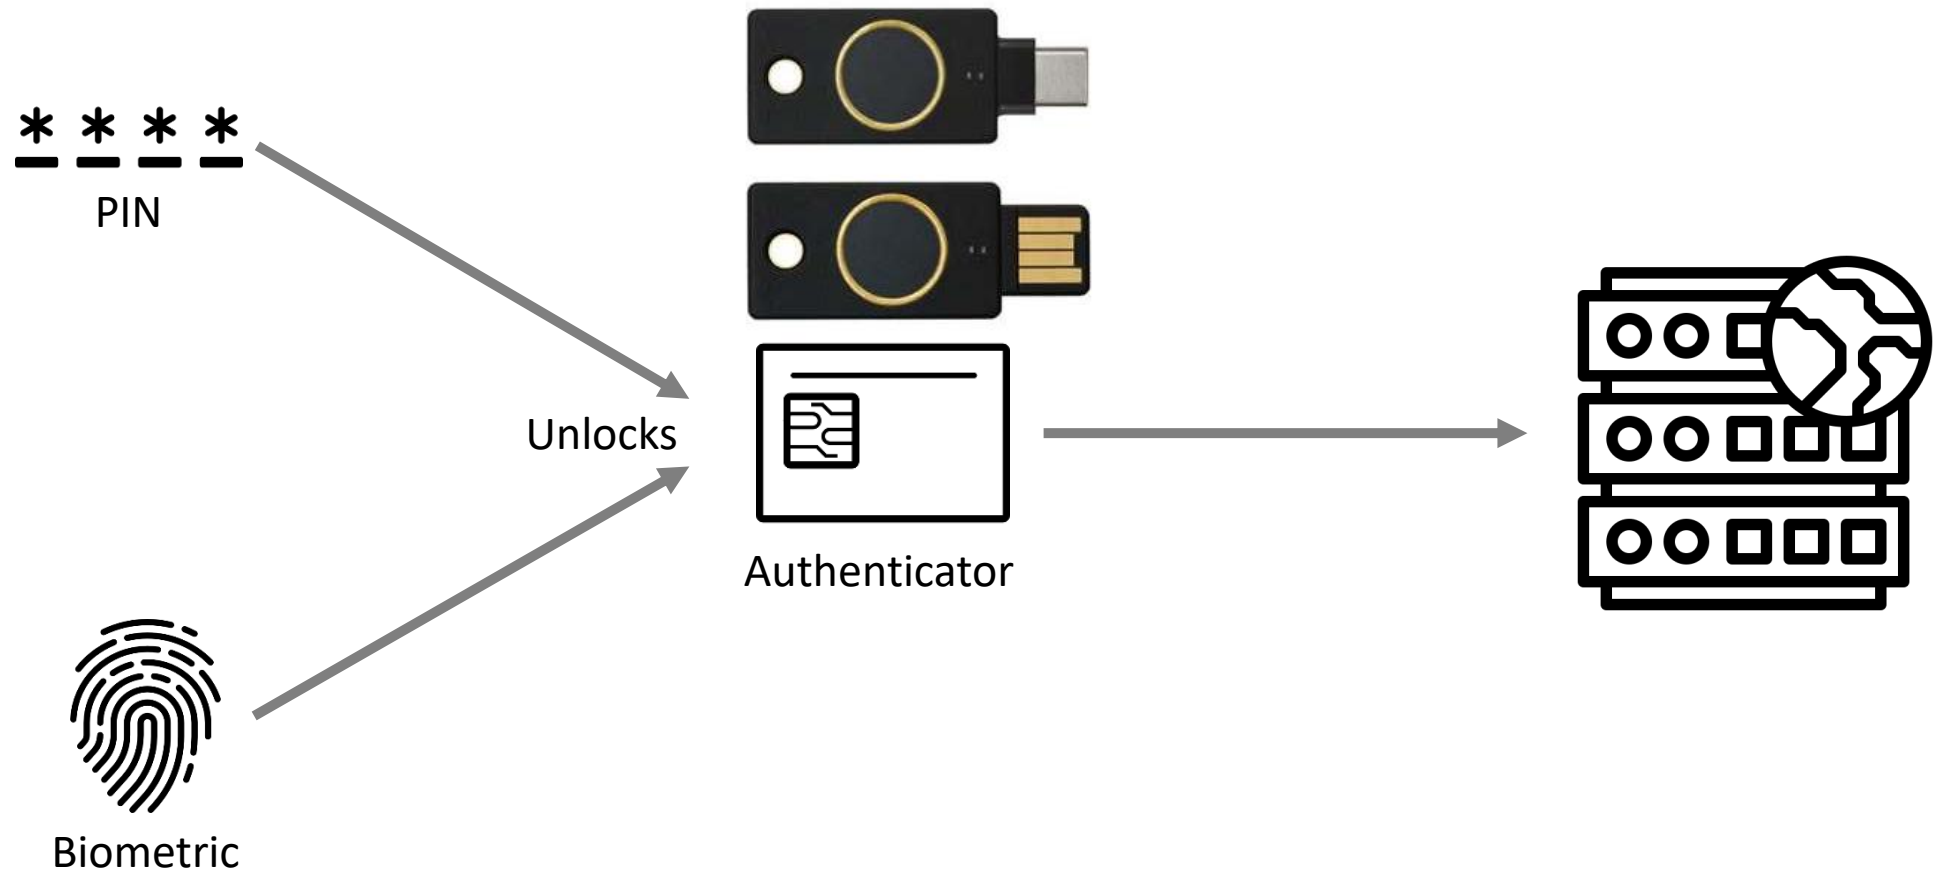 * * * *
PIN
Unlocks
Authenticator
Biometric